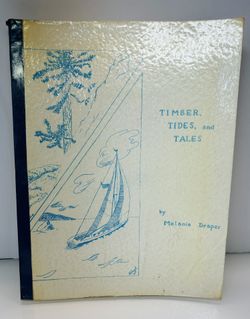 TIMBER,
TIDES, and
TALES
by
Melanie Draper